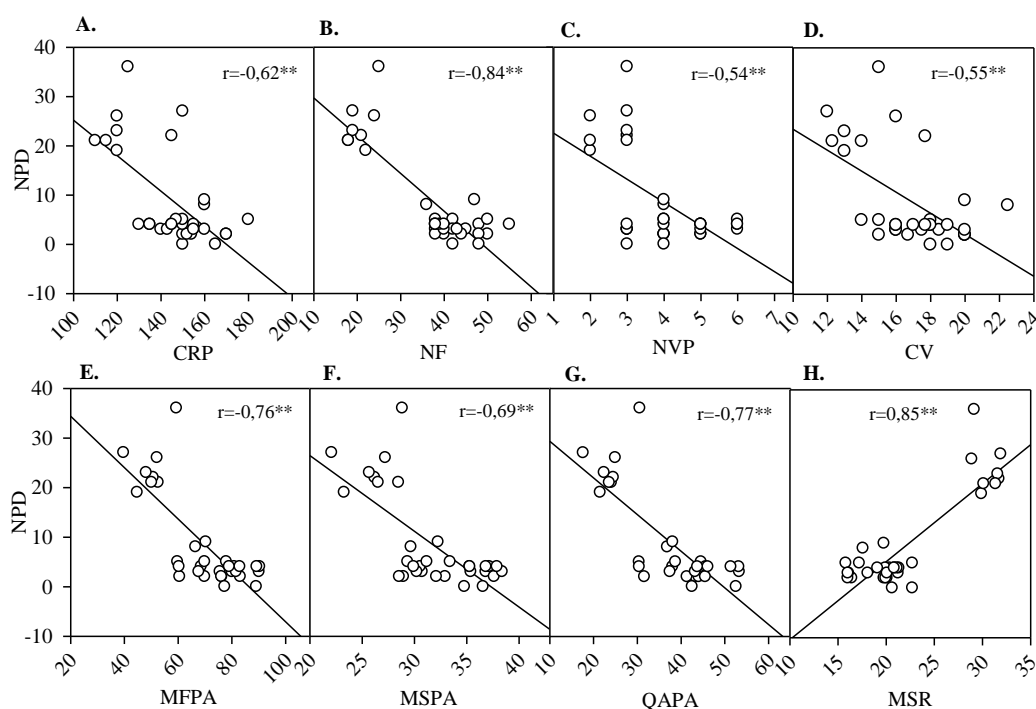 A. B. C. D.
40 r=-0,62** r=-0,84** r=-0,54** r=-0,55**
30
20
NPD
10
0
-10
100 120 140 160 180 200 10 20 30 40 50 60 1 2 3 4 5 6 7 10 12 14 16 18 20 22 24
CRP NF NVP CV
E. F. G. H.
40 r=-0,76** r=-0,69** r=-0,77** r=0,85**
30
20
NPD
10
0
-10
20 40 60 80 100 20 25 30 35 40 10 20 30 40 50 60 10 15 20 25 30 35
MFPA MSPA QAPA MSR